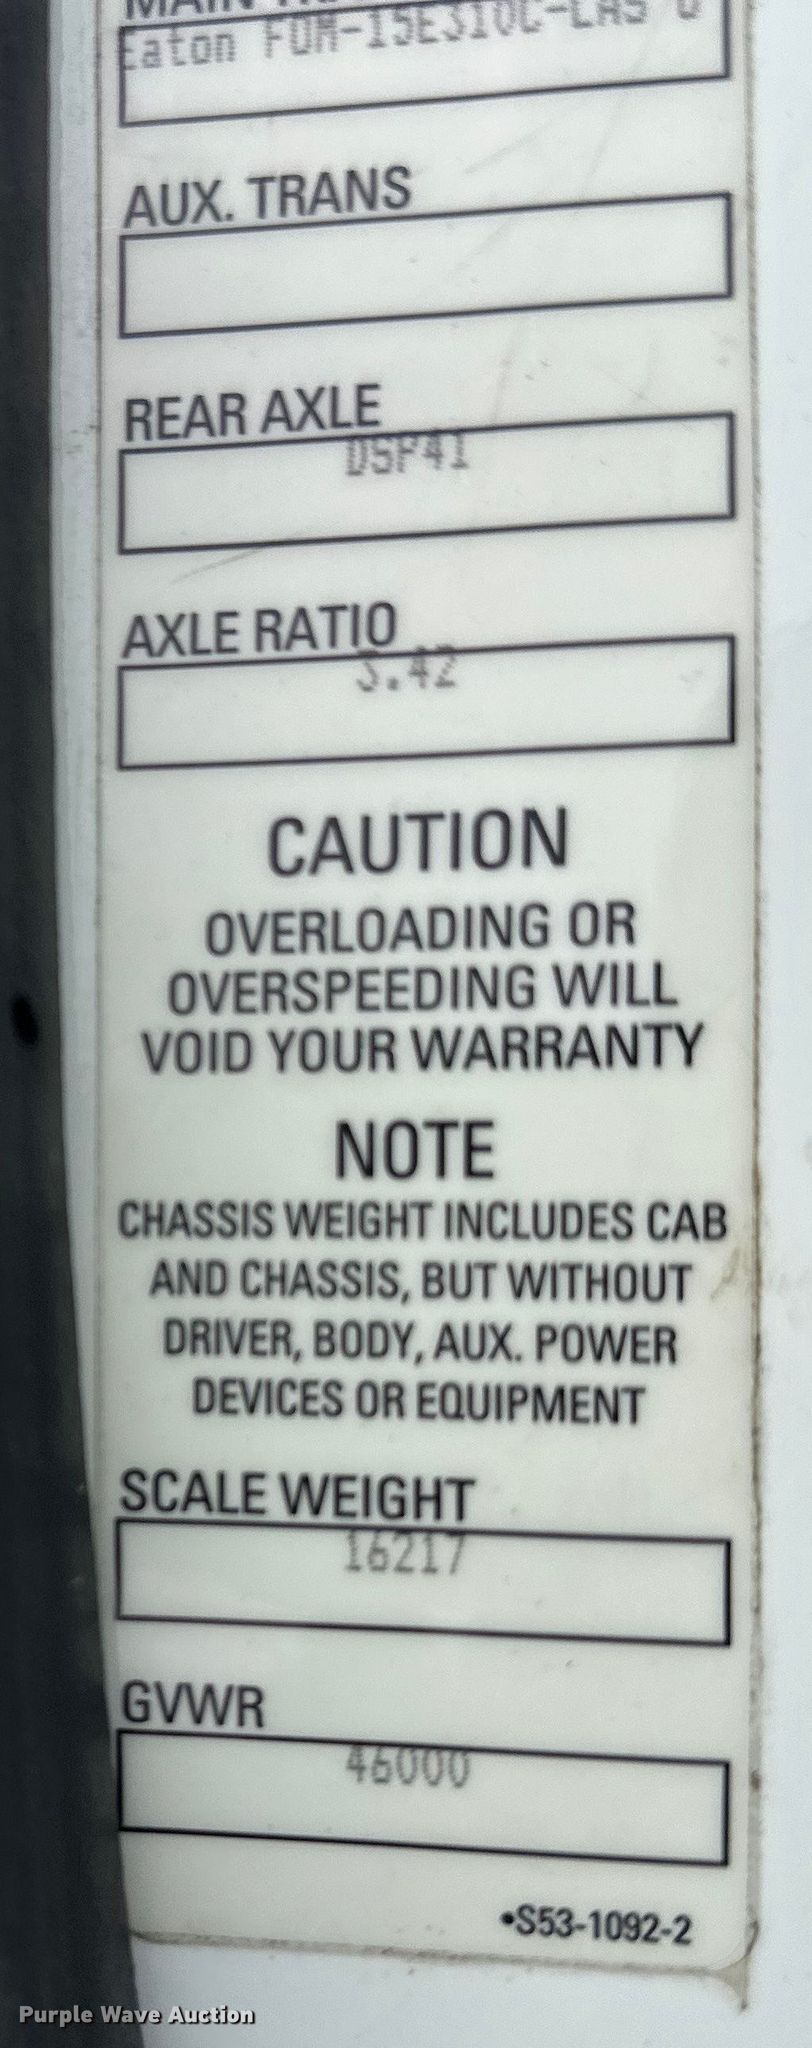 MAIN
Eaton FOM-15E310C-LAS
AUX. TRANS
REAR AXLE
DSP41
AXLE RATIO
3.42
CAUTION
OVERLOADING OR
OVERSPEEDING WILL
VOID YOUR WARRANTY
NOTE
CHASSIS WEIGHT INCLUDES CAB
AND CHASSIS, BUT WITHOUT
DRIVER, BODY, AUX. POWER
DEVICES OR EQUIPMENT
SCALE WEIGHT
16217
GVWR
46000
•S53-1092-2
Purple Wave Auction